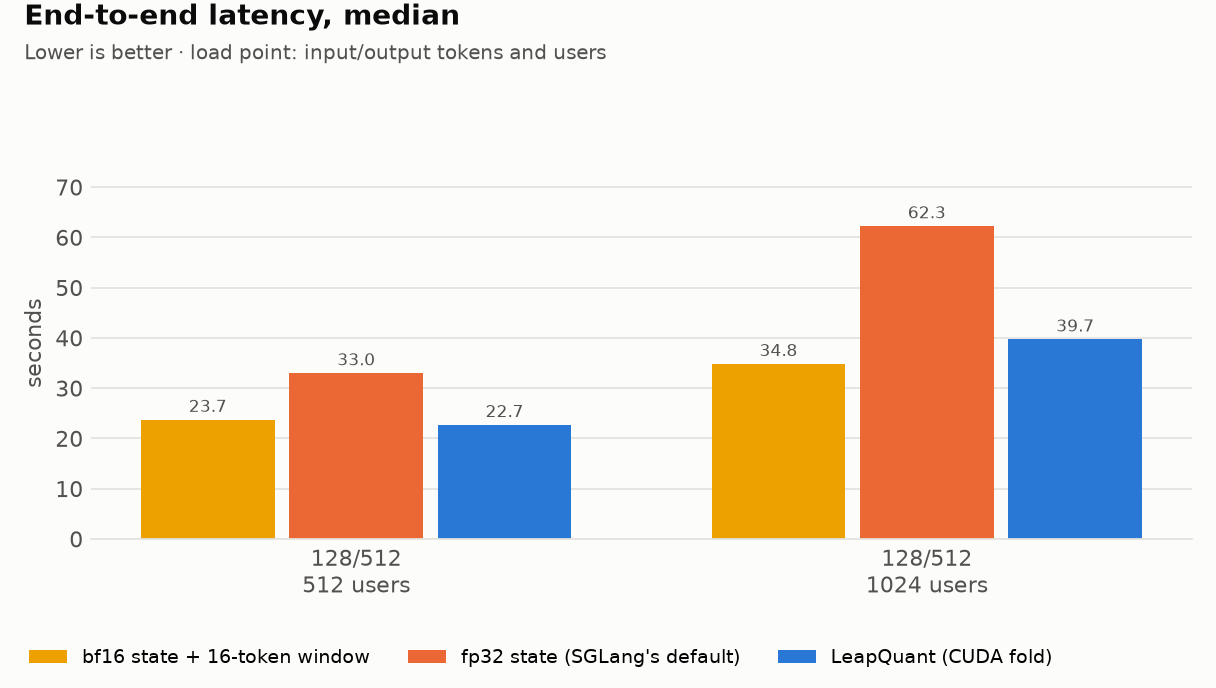 End-to-end latency, median
Lower is better · load point: input/output tokens and users
seconds
70
60
50
40
30
20
10
0
23.7
33.0
22.7
34.8
62.3
39.7
128/512
512 users
128/512
1024 users
bf16 state + 16-token window
fp32 state (SGLang's default)
LeapQuant (CUDA fold)